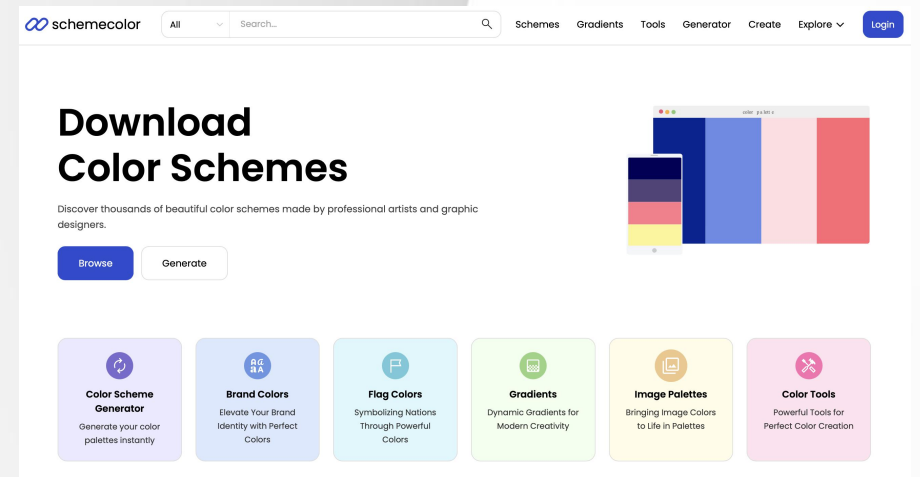 schemecolor All Search... Schemes Gradients Tools Generator Create Explore Login
Download
Color Schemes
Discover thousands of beautiful color schemes made by professional artists and graphic
designers.
Browse Generate
color palette
Color Scheme
Generator
Generate your color
palettes instantly
Brand Colors
Elevate Your Brand
Identity with Perfect
Colors
Flag Colors
Symbolizing Nations
Through Powerful
Colors
Gradients
Dynamic Gradients for
Modern Creativity
Image Palettes
Bringing Image Colors
to Life in Palettes
Color Tools
Powerful Tools for
Perfect Color Creation